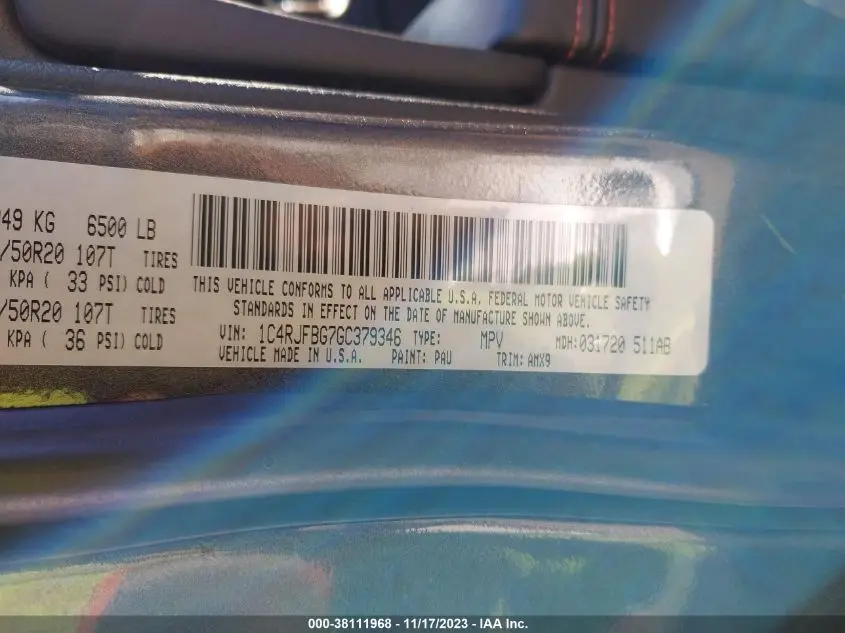 49 KG 6500 LB
/50R20 107T TIRES
KPA ( 33 PSI) COLD
/50R20 107T TIRES
KPA ( 36 PSI) COLD
THIS VEHICLE CONFORMS TO ALL APPLICABLE U.S.A. FEDERAL MOTOR VEHICLE SAFETY
STANDARDS IN EFFECT ON THE DATE OF MANUFACTURE SHOWN ABOVE.
VIN: 1C4RJFBG7GC379346 TYPE: MPV MDH:031720 511AB
VEHICLE MADE IN U.S.A. PAINT: PAU TRIM: AMX9
000-38111968 - 11/17/2023 - IAAI Inc.